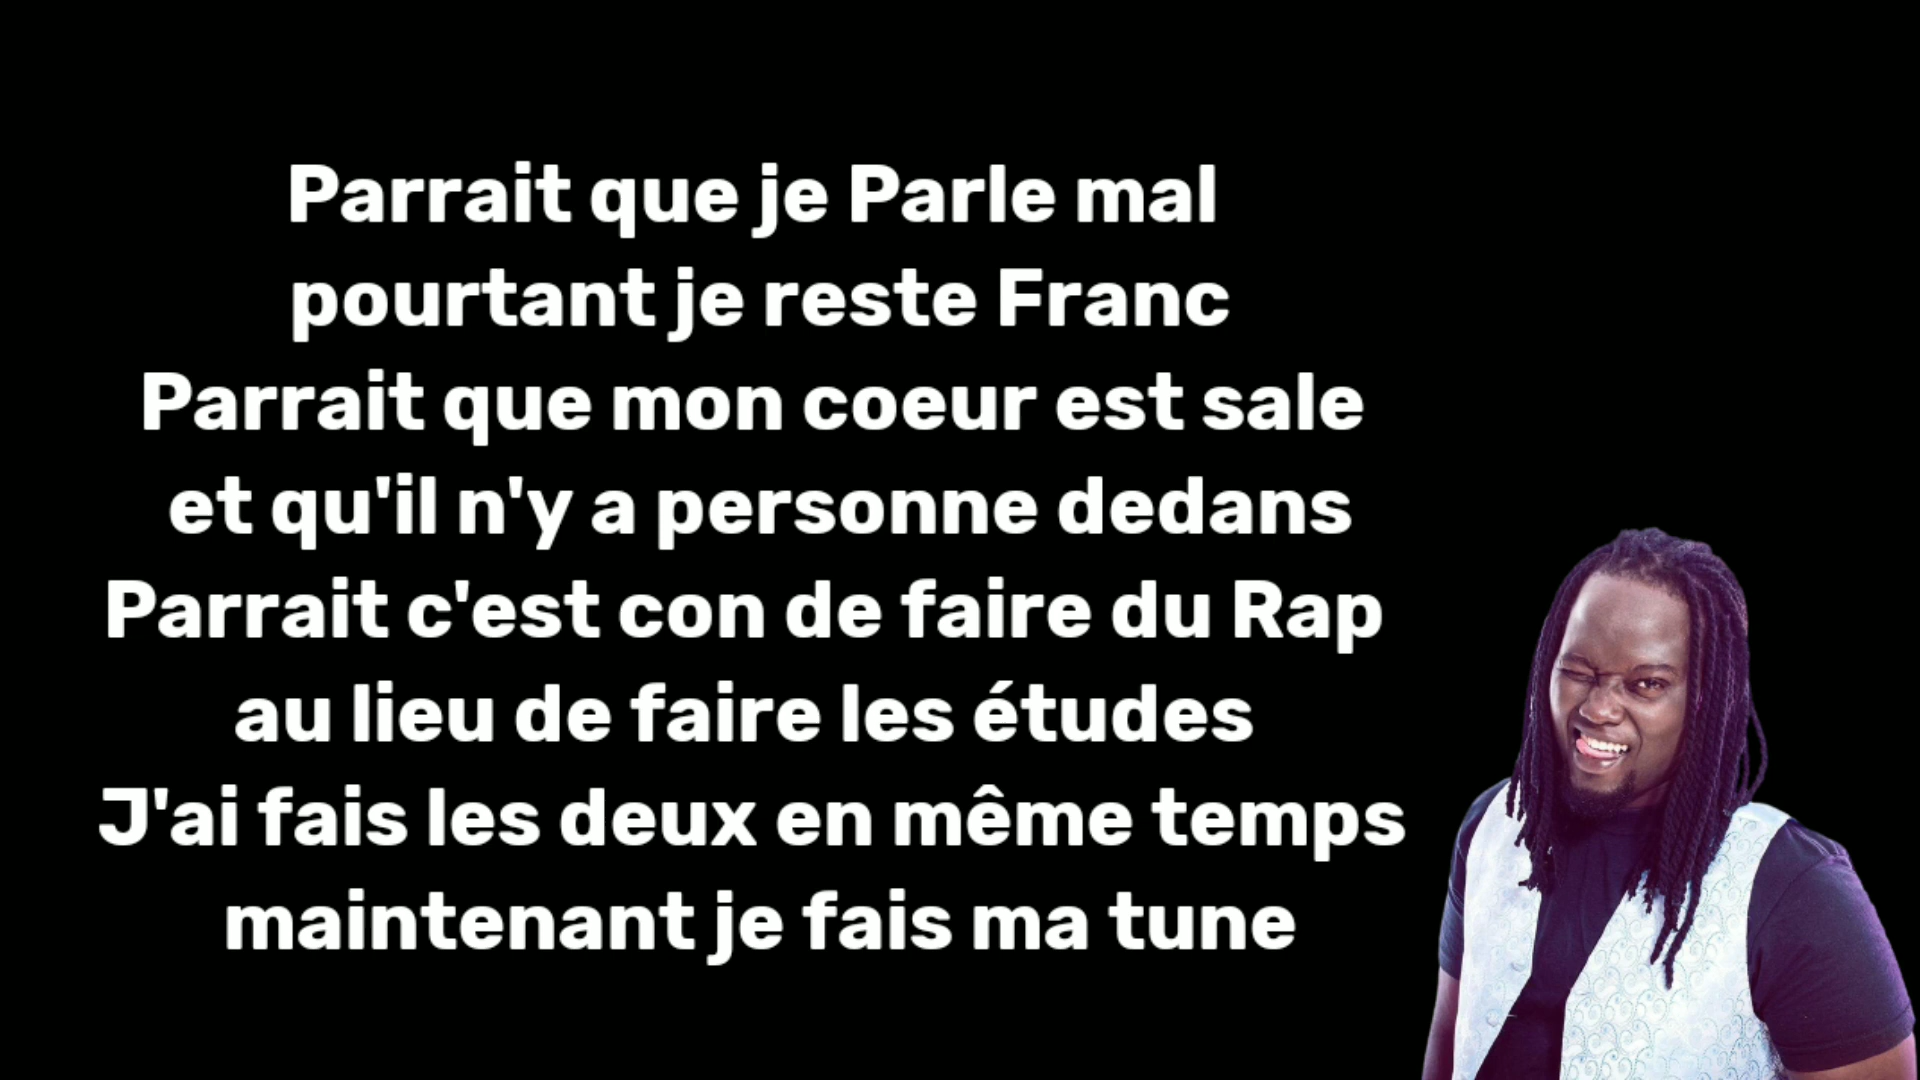 Parrait que je Parle mal
pourtant je reste Franc
Parrait que mon coeur est sale
et qu'il n'y a personne dedans
Parrait c'est con de faire du Rap
au lieu de faire les études
J'ai fais les deux en même temps
maintenant je fais ma tune